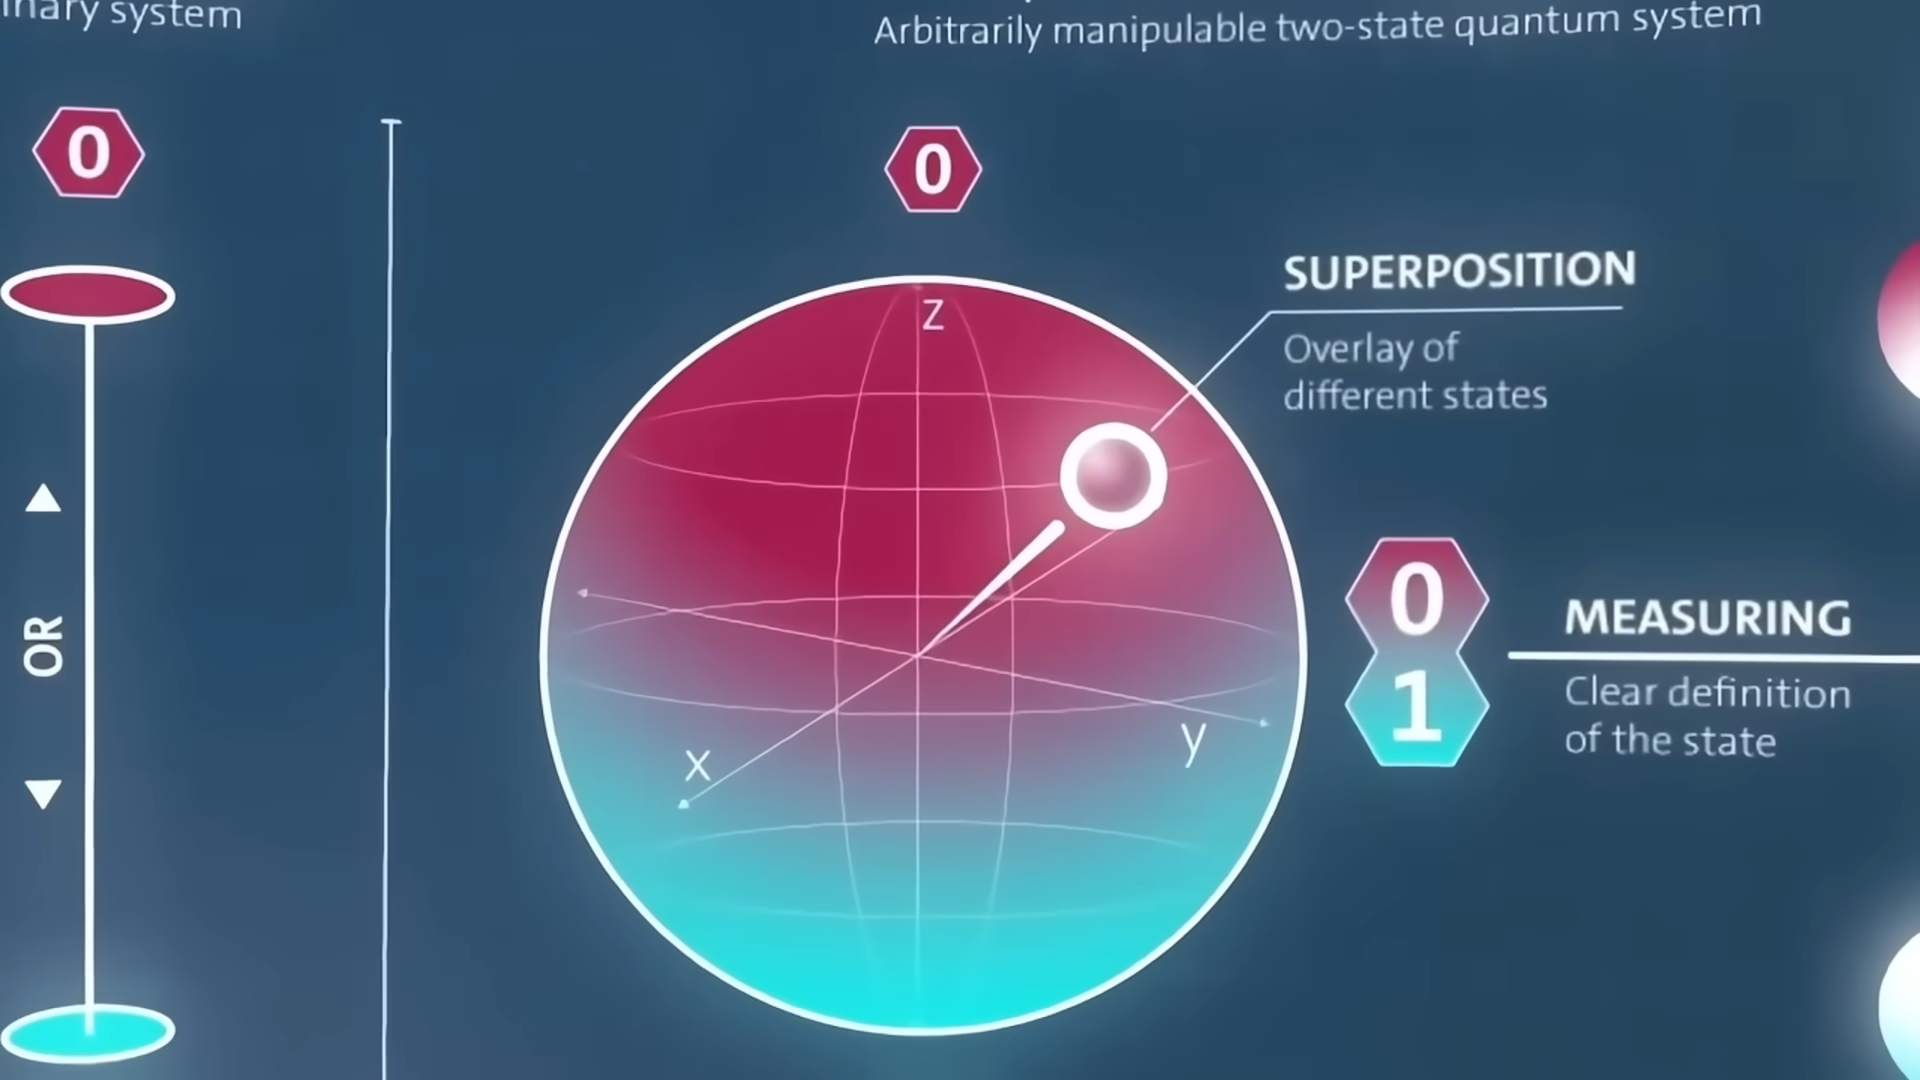 system
Arbitrarily manipulable two-state quantum system
0
0
SUPERPOSITION
Overlay of
different states
Z
OR
x
y
0
1
MEASURING
Clear definition
of the state